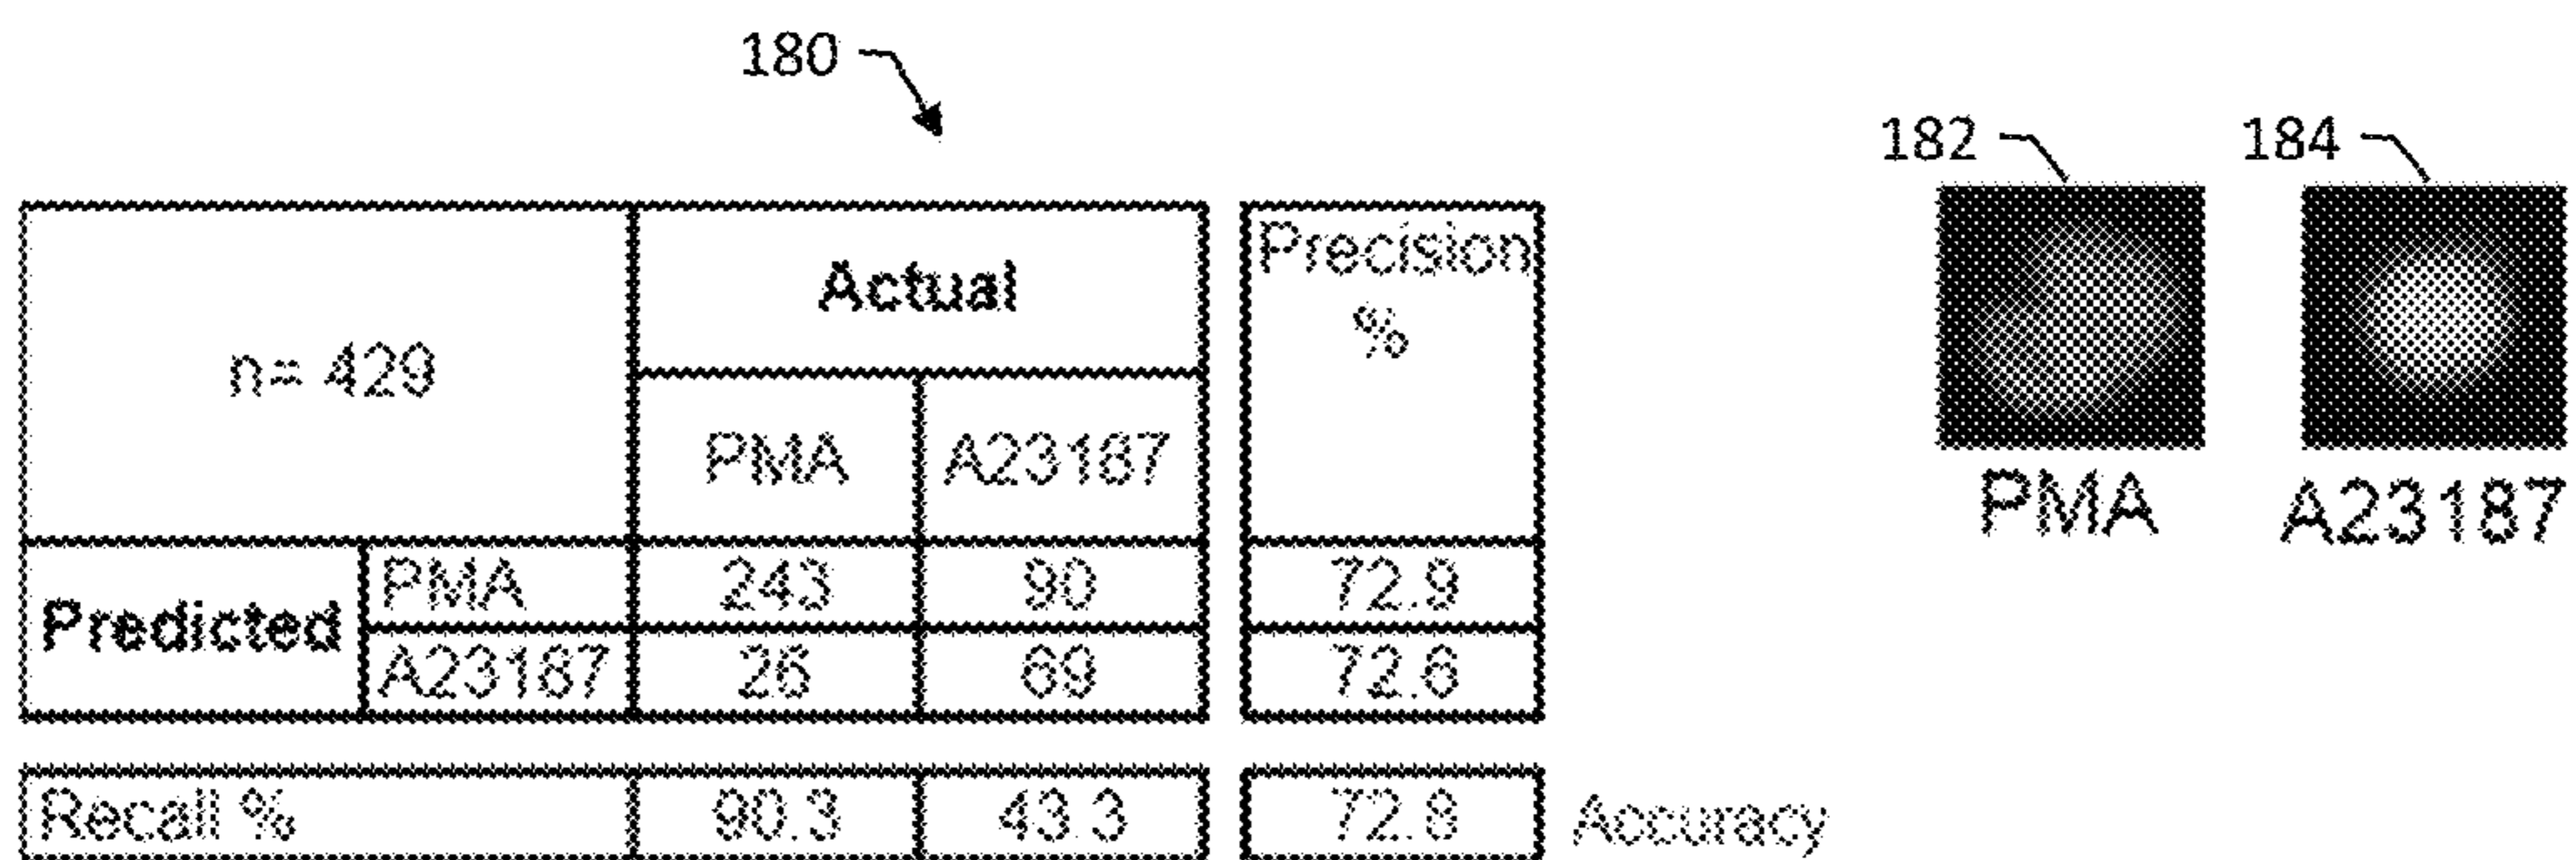 180
182
184
n= 429
Actual
Precision
%
PMA
A23187
PMA
A23187
Predicted
PMA
243
90
72.9
A23187
26
69
72.6
Recall %
90.3
43.3
72.8
Accuracy